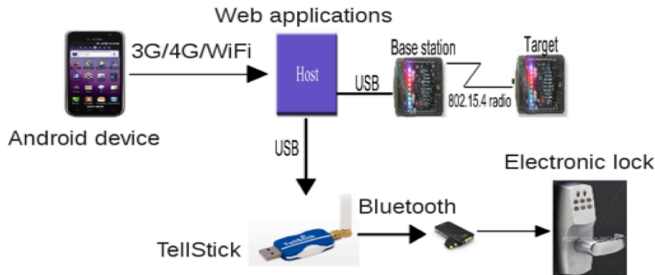 Web applications
3G/4G/WiFi
Host
Base station
Target
USB
802.15.4 radio
Android device
USB
Electronic lock
Bluetooth
TellStick